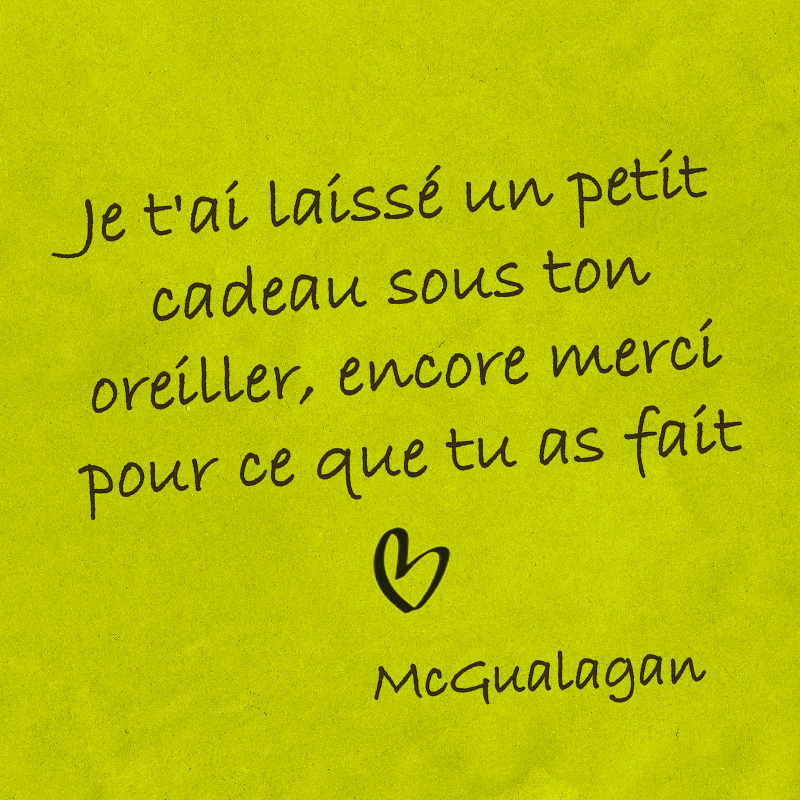 Je t'ai laissé un petit
cadeau sous ton
oreiller, encore merci
pour ce que tu as fait
McGualagan